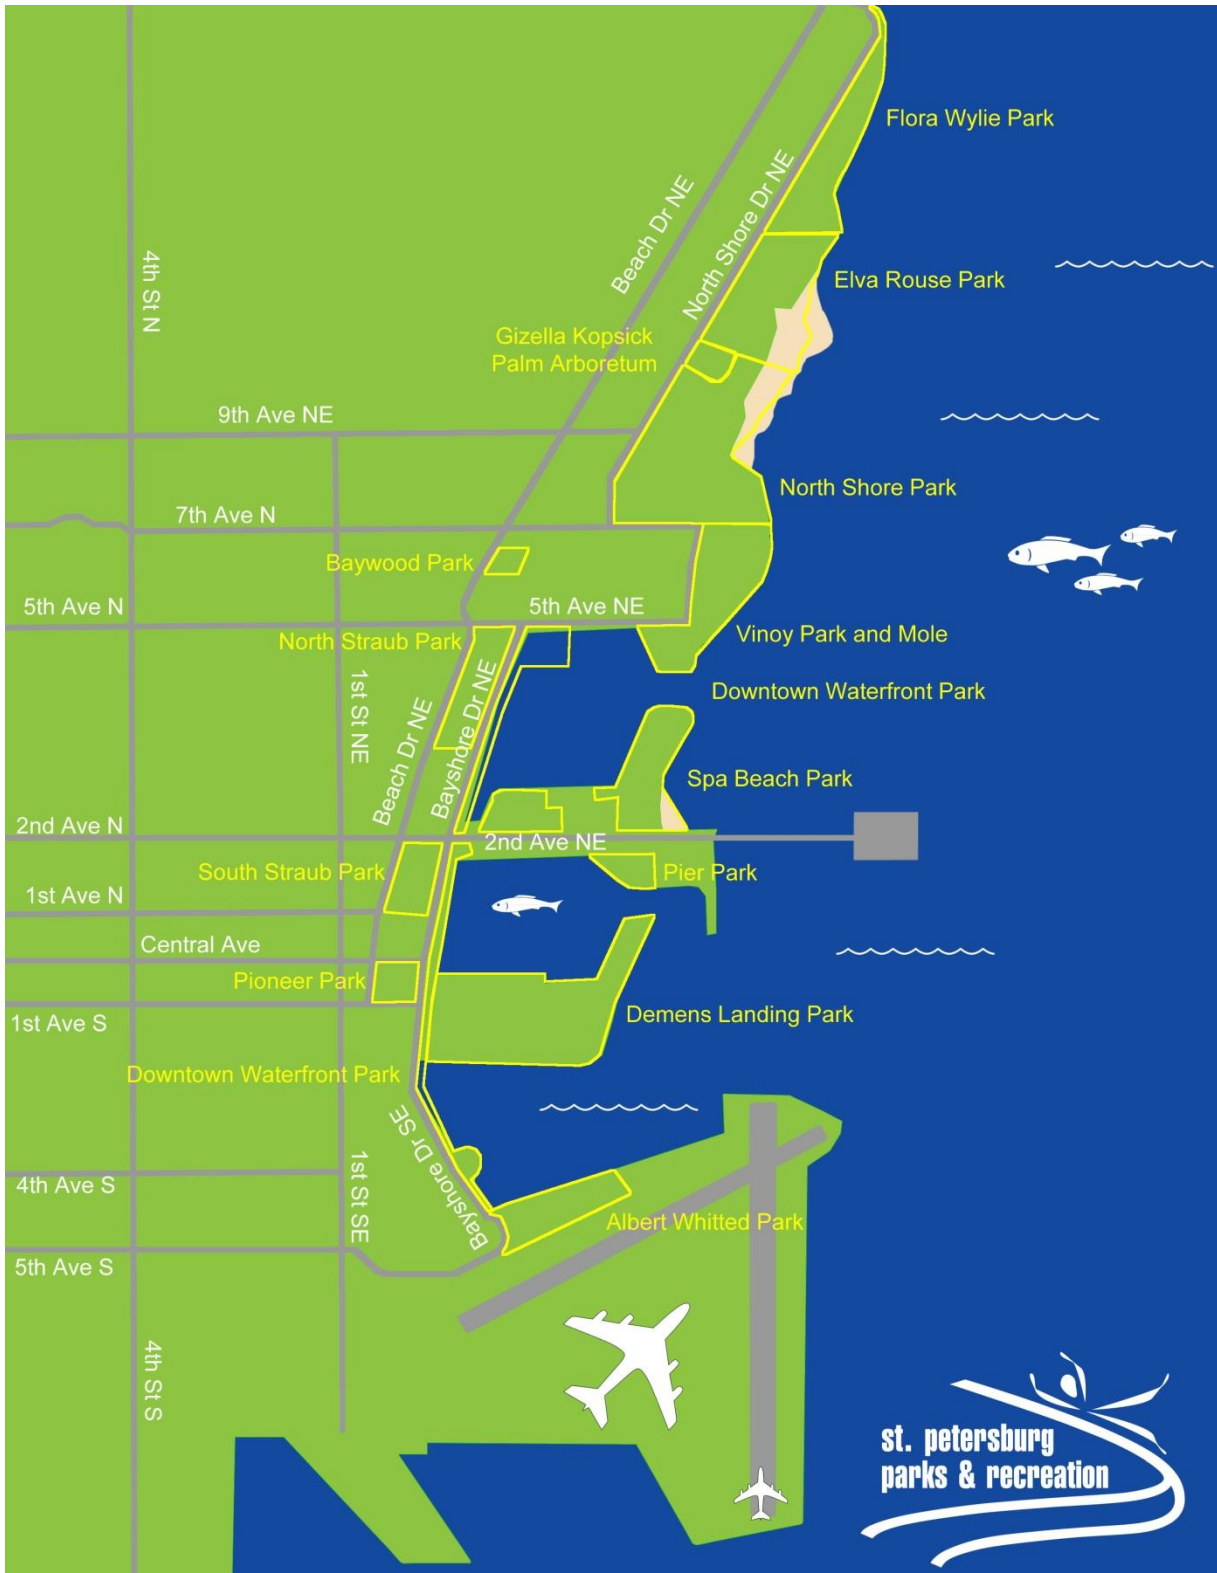 Flora Wylie Park
Beach Dr NE
North Shore Dr NE
4th St N
Elva Rouse Park
Gizella Kopsick
Palm Arboretum
9th Ave NE
North Shore Park
7th Ave N
Baywood Park
5th Ave N
5th Ave NE
North Straub Park
Vinoy Park and Mole
1st St NE
Beach Dr NE
Bayshore Dr NE
Downtown Waterfront Park
Spa Beach Park
2nd Ave N
2nd Ave NE
South Straub Park
Pier Park
1st Ave N
Central Ave
Pioneer Park
1st Ave S
Demens Landing Park
Downtown Waterfront Park
Bayshore Dr SE
4th Ave S
1st St SE
Albert Whitted Park
5th Ave S
4th St S
st. petersburg
parks & recreation